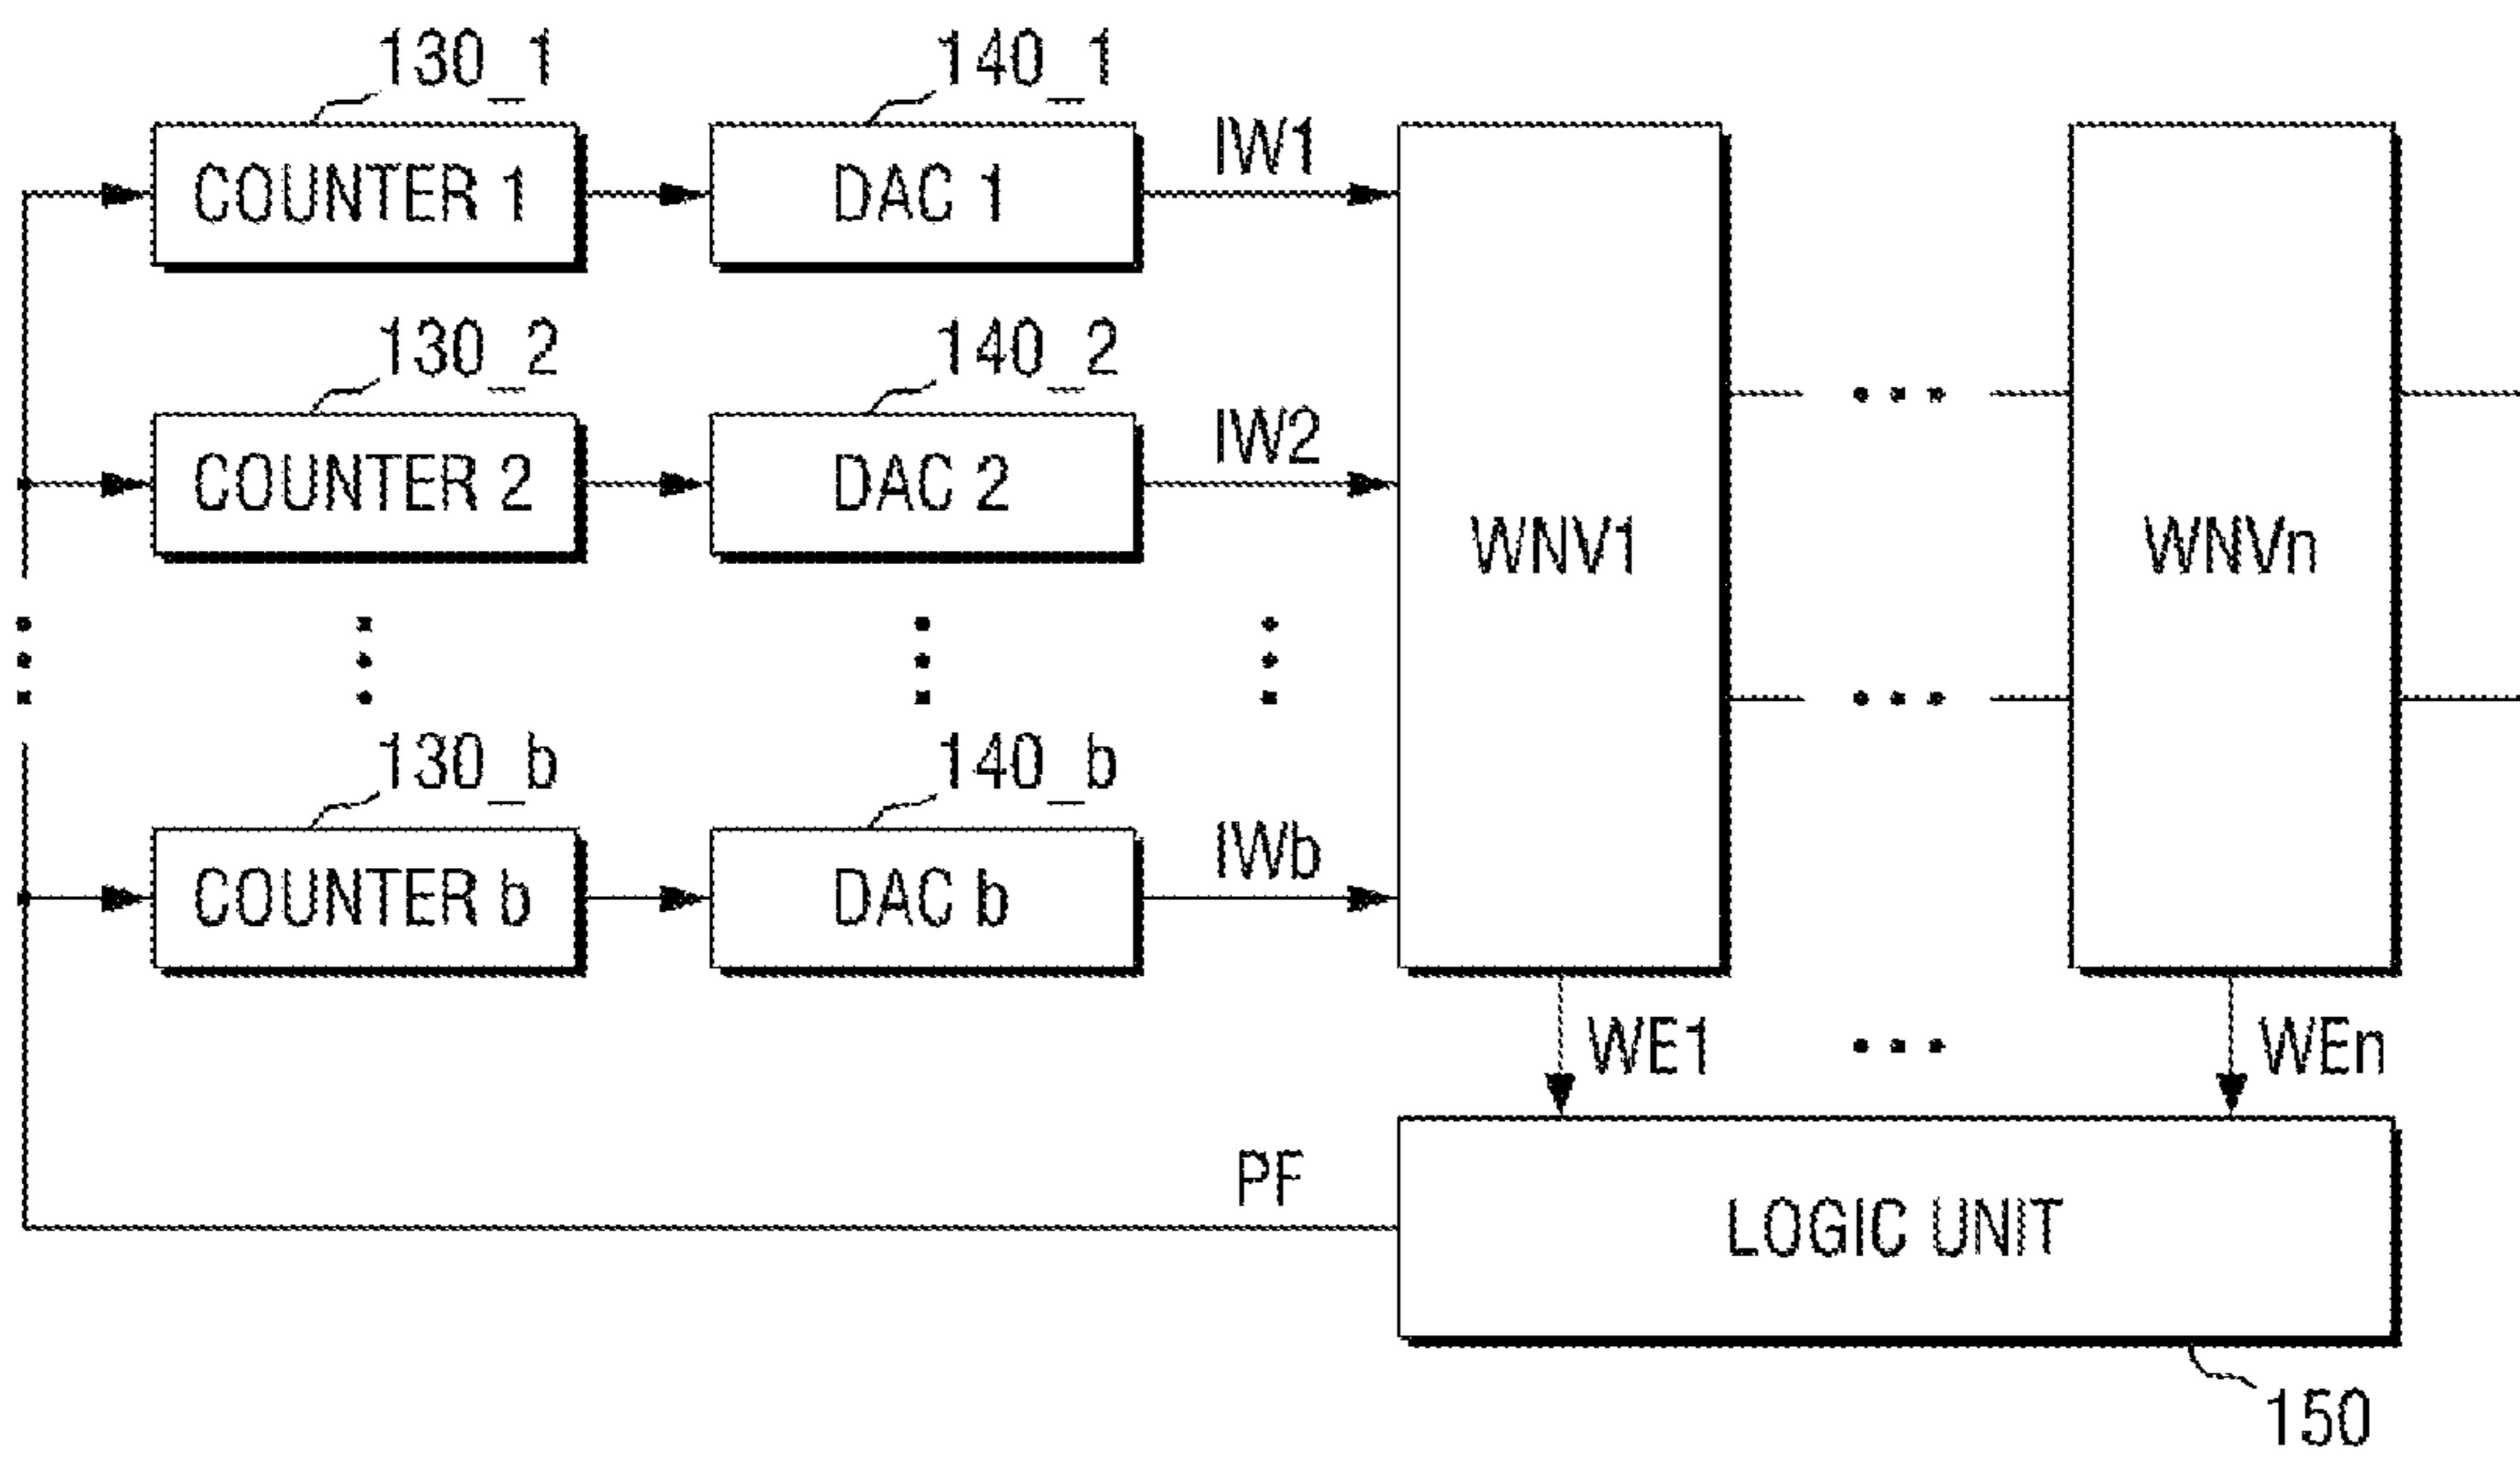 130_1 140_1
IW1
COUNTER 1 DAC 1
130_2 140_2
IW2
COUNTER 2 DAC 2
WNV1 WNVn
130_b 140_b
IWb
COUNTER b DAC b
WE1 ... WEn
PF
LOGIC UNIT
150